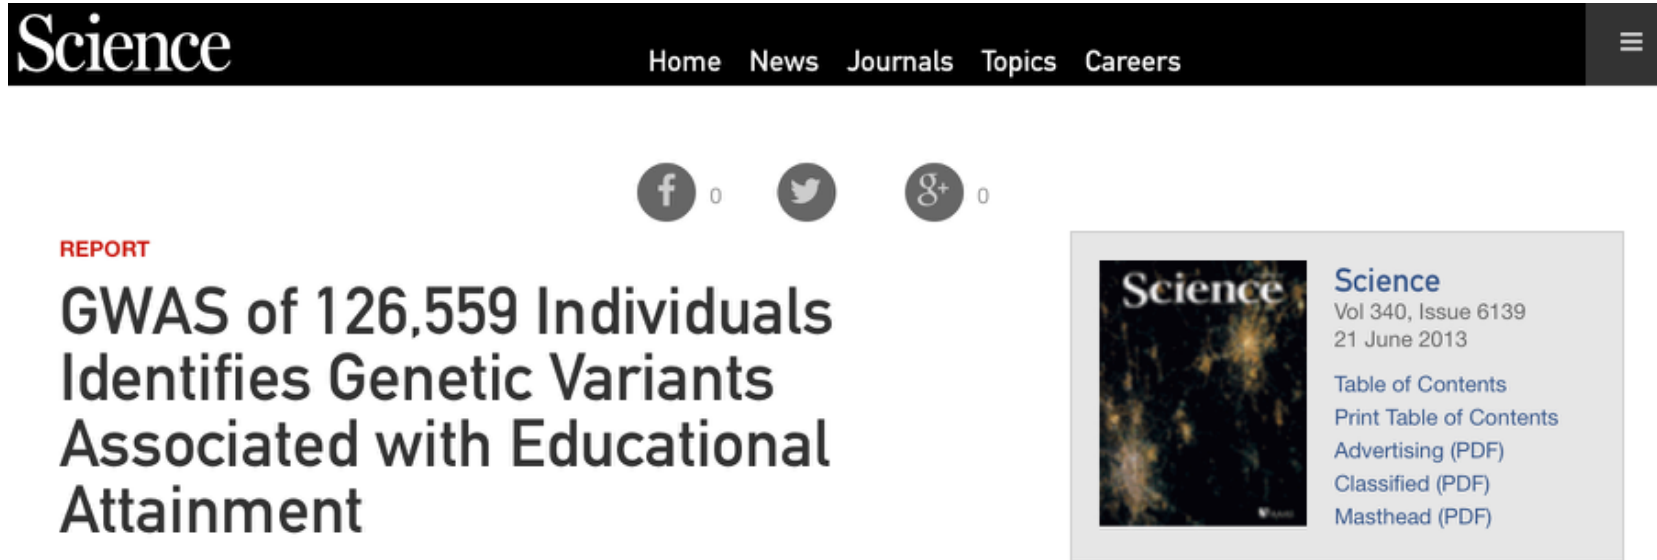 Science
Home News Journals Topics Careers
0
0
REPORT
GWAS of 126,559 Individuals
Identifies Genetic Variants
Associated with Educational
Attainment
Science
Science
Vol 340, Issue 6139
21 June 2013
Table of Contents
Print Table of Contents
Advertising (PDF)
Classified (PDF)
Masthead (PDF)